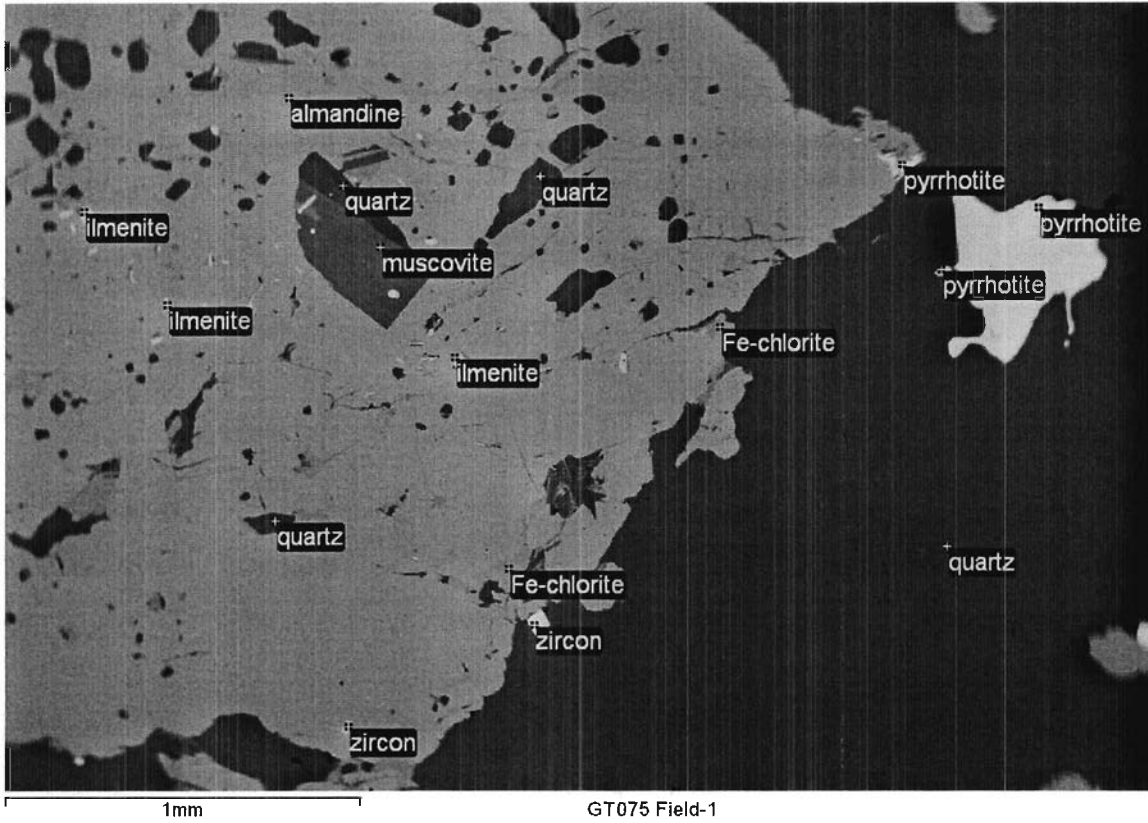 almandine
pyrrhotite
quartz
quartz
ilmenite
pyrrhotite
muscovite
pyrrhotite
ilmenite
Fe-chlorite
ilmenite
quartz
quartz
Fe-chlorite
zircon
zircon
1mm
GT075 Field-1